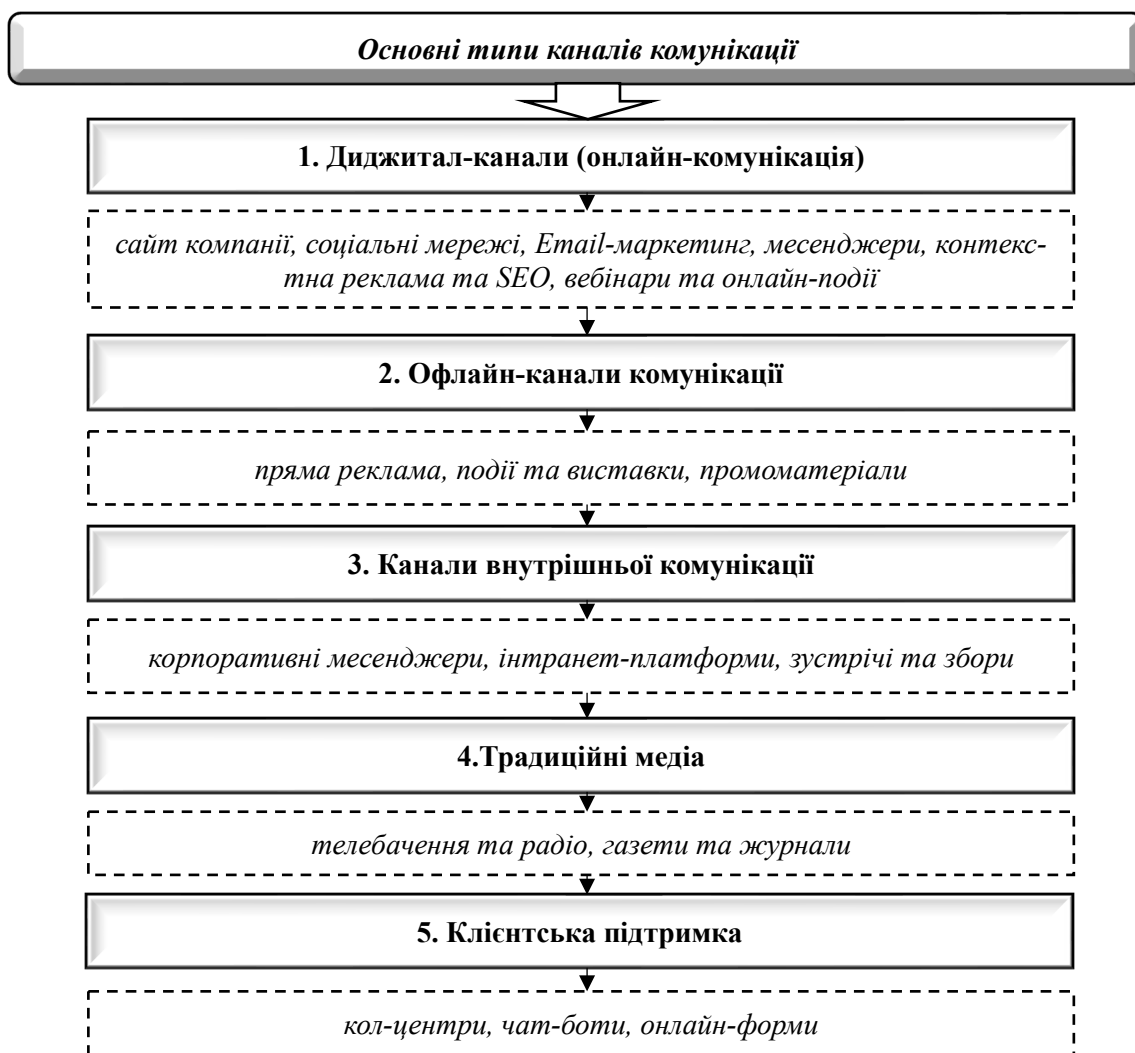 Основні типи каналів комунікації
1. Диджитал-канали (онлайн-комунікація)
сайт компанії, соціальні мережі, Email-маркетинг, месенджери, контекс-
тна реклама та SEO, вебінари та онлайн-події
2. Офлайн-канали комунікації
пряма реклама, події та виставки, промоматеріали
3. Канали внутрішньої комунікації
корпоративні месенджери, інтранет-платформи, зустрічі та збори
4.Традиційні медіа
телебачення та радіо, газети та журнали
5. Клієнтська підтримка
кол-центри, чат-боти, онлайн-форми